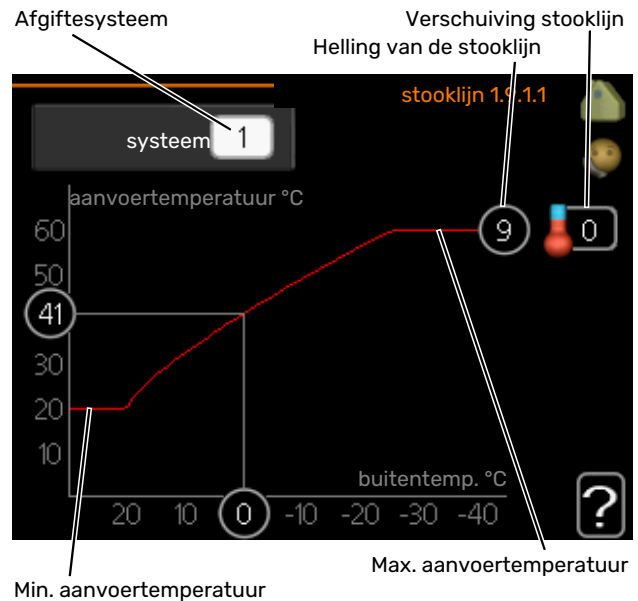 Afgiftesysteem
Verschuiving stooklijn
Helling van de stooklijn
stooklijn 1.9.1.1
systeem 1
aanvoertemperatuur °C
60
9
0
50
41
30
20
10
buitentemp. °C
20 10 0 -10 -20 -30 -40
?
Max. aanvoertemperatuur
Min. aanvoertemperatuur